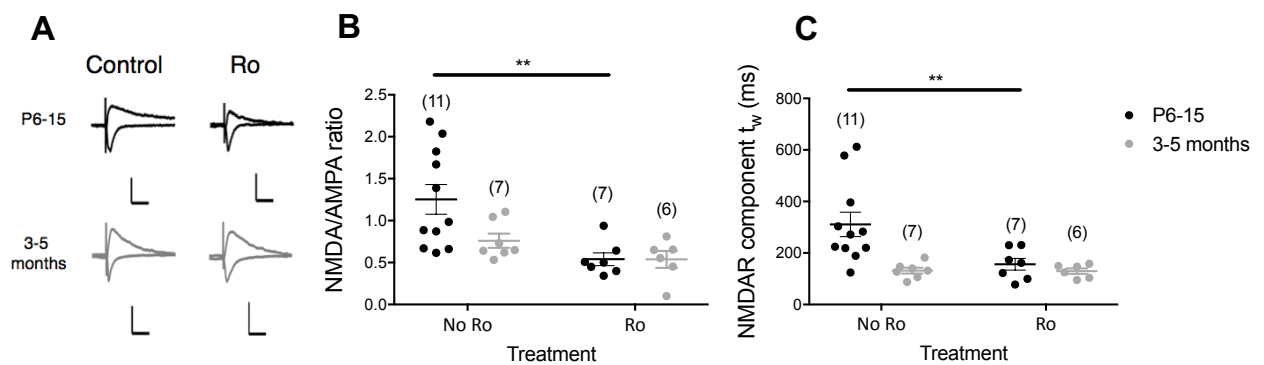 A
Control
Ro
P6-15
3-5
months
B
**
NMDA/AMPA ratio
2.5
2.0
1.5
1.0
0.5
0.0
(11)
(7)
(7)
(6)
No Ro
Ro
Treatment
C
**
NMDAR component tw (ms)
800
600
400
200
0
(11)
(7)
(7)
(6)
No Ro
Ro
Treatment
P6-15
3-5 months